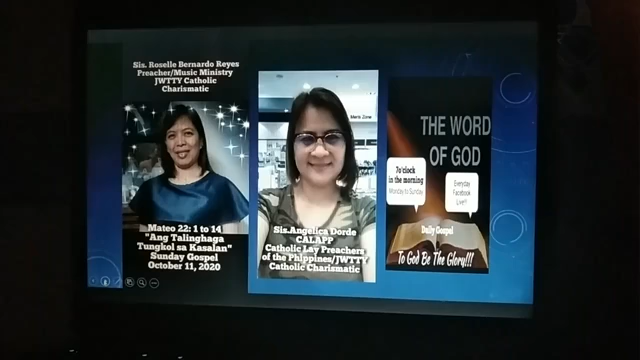 Sis. Roselle Bernardo Reyes
Preacher/Music Ministry
JWTTY Catholic
Charismatic
Mateo 22: 1 to 14
"Ang Talinghaga
Tungkol sa Kasalan"
Sunday Gospel
October 11, 2020
Mens Zone
Sis.Angelica Dorde
CALAPP
Catholic Lay Preachers
of the Phlppines/JWTTY
Catholic Charismatic
THE WORD
OF GOD
7o'clock
in the morning
Monday to Sunday
Everyday
Facebook
Live!!
Daily Gospel
To God Be The Glory!!!